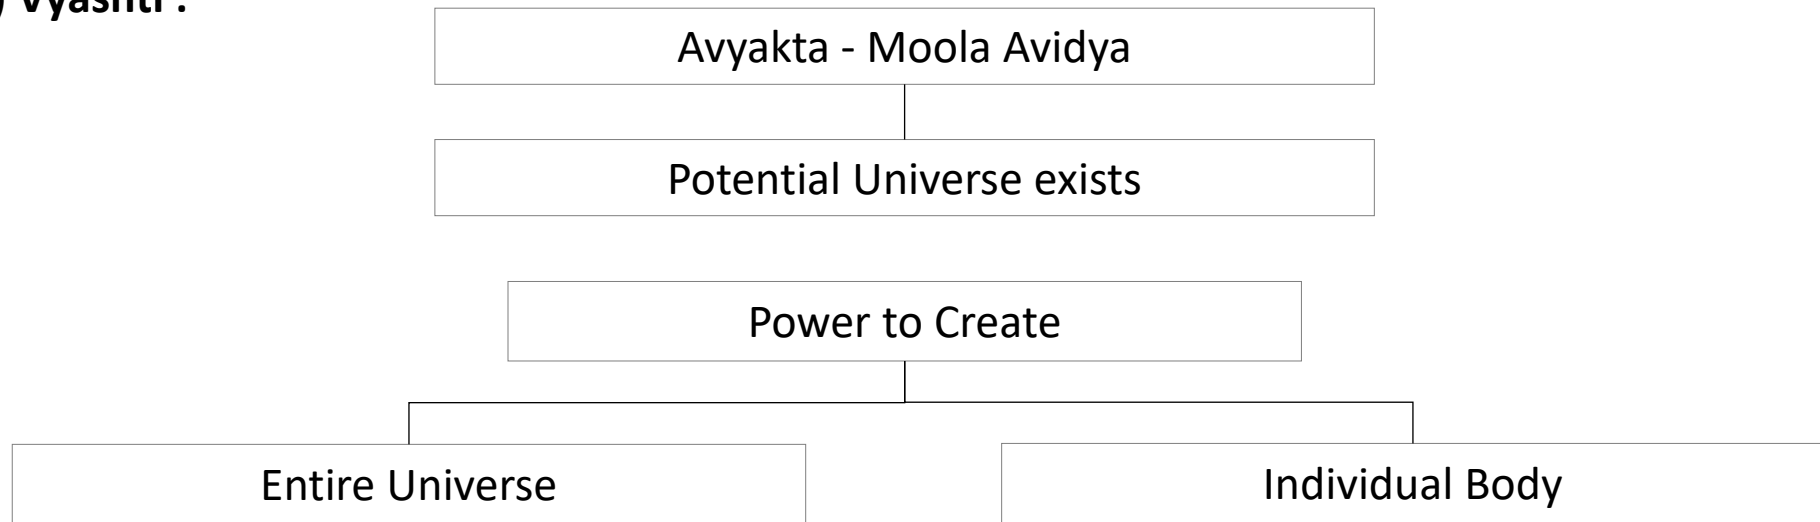 ) Vyashti :
Avyakta - Moola Avidya
Potential Universe exists
Power to Create
Entire Universe
Individual Body